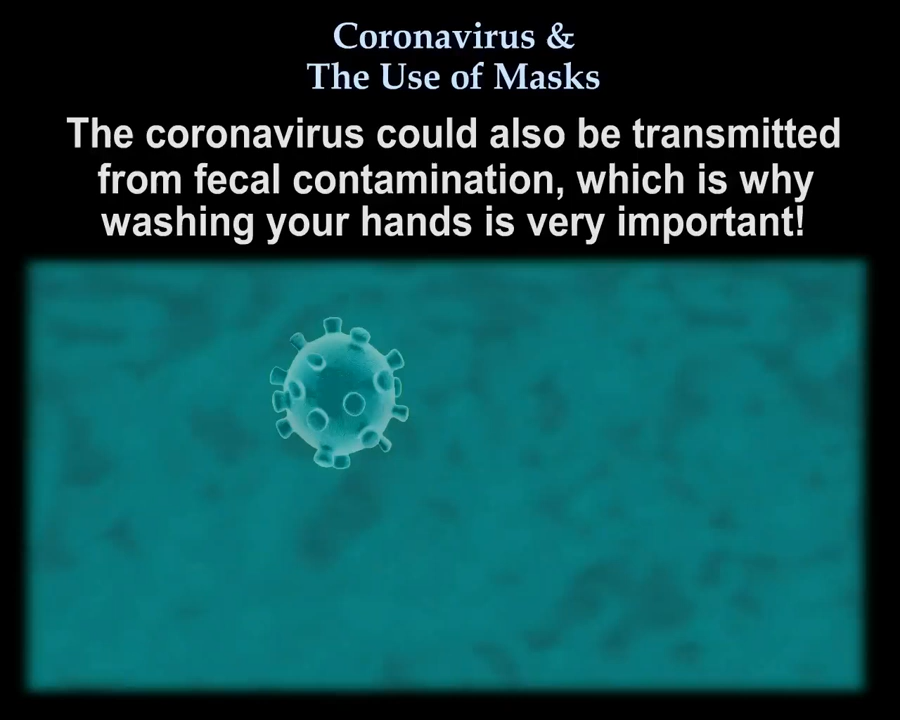 Coronavirus &
The Use of Masks
The coronavirus could also be transmitted
from fecal contamination, which is why
washing your hands is very important!